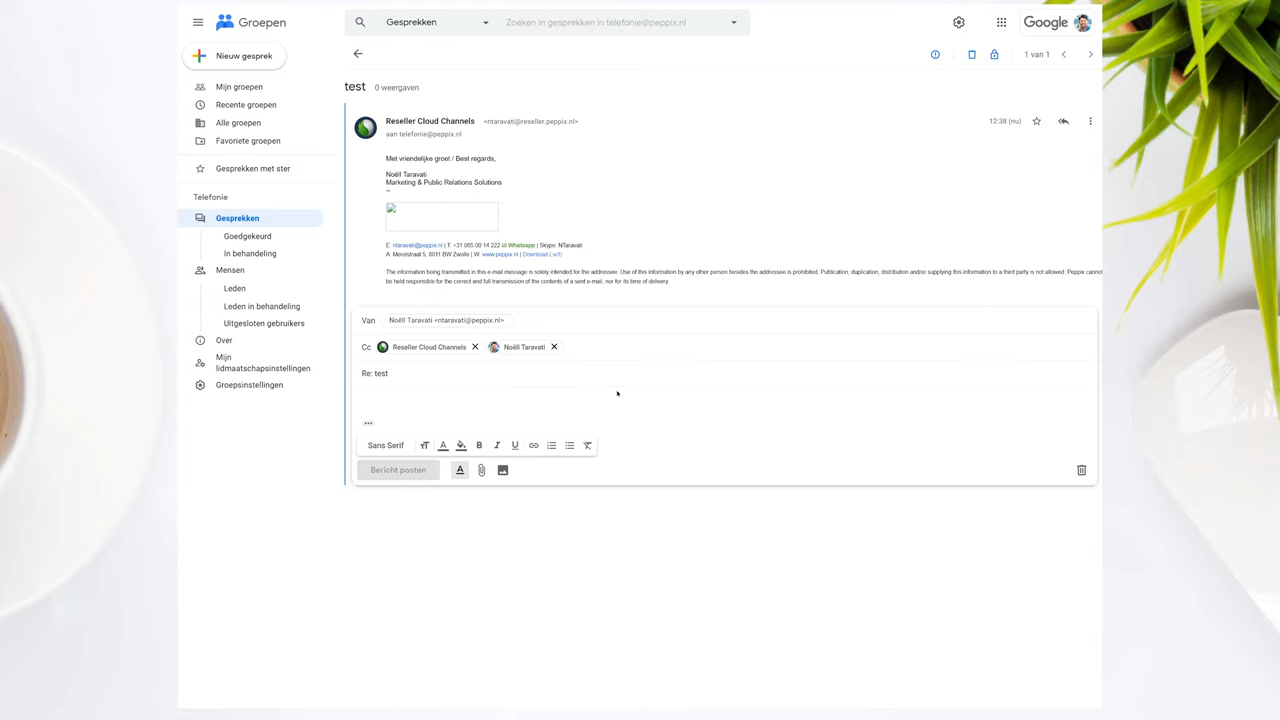 Groepen
Gesprekken
Zoeken in gesprekken in telefonie@peppix.nl
Google
Nieuw gesprek
1 van 1
Mijn groepen
Recente groepen
Alle groepen
Favoriete groepen
Gesprekken met ster
Telefonie
Gesprekken
Goedgekeurd
In behandeling
Mensen
Leden
Leden in behandeling
Uitgesloten gebruikers
Over
Mijn
lidmaatschapsinstellingen
Groepsinstellingen
test 0 weergaven
Reseller Cloud Channels <ntaravati@reseller.peppix.nl> 12:38 (nu)
aan telefonie@peppix.nl
Met vriendelijke groet / Best regards,
Noëll Taravati
Marketing & Public Relations Solutions
--
E: ntaravati@peppix.nl | T: +31 085 00 14 222 ☑ Whatsapp | Skype: NTaravati
A. Merelstraat 5, 8011 BW Zwolle | W: www.peppix.nl | Download (.vcf)
The information being transmitted in this e-mail message is solely intended for the addressee. Use of this information by any other person besides the addressee is prohibited. Publication, duplication, distribution and/or supplying this information to a third party is not allowed. Peppix cannot
be held responsible for the correct and full transmission of the contents of a sent e-mail, nor for its time of delivery.
Van Noëll Taravati <ntaravati@peppix.nl>
Cc Reseller Cloud Channels Noëll Taravati
Re: test
Sans Serif
Bericht posten